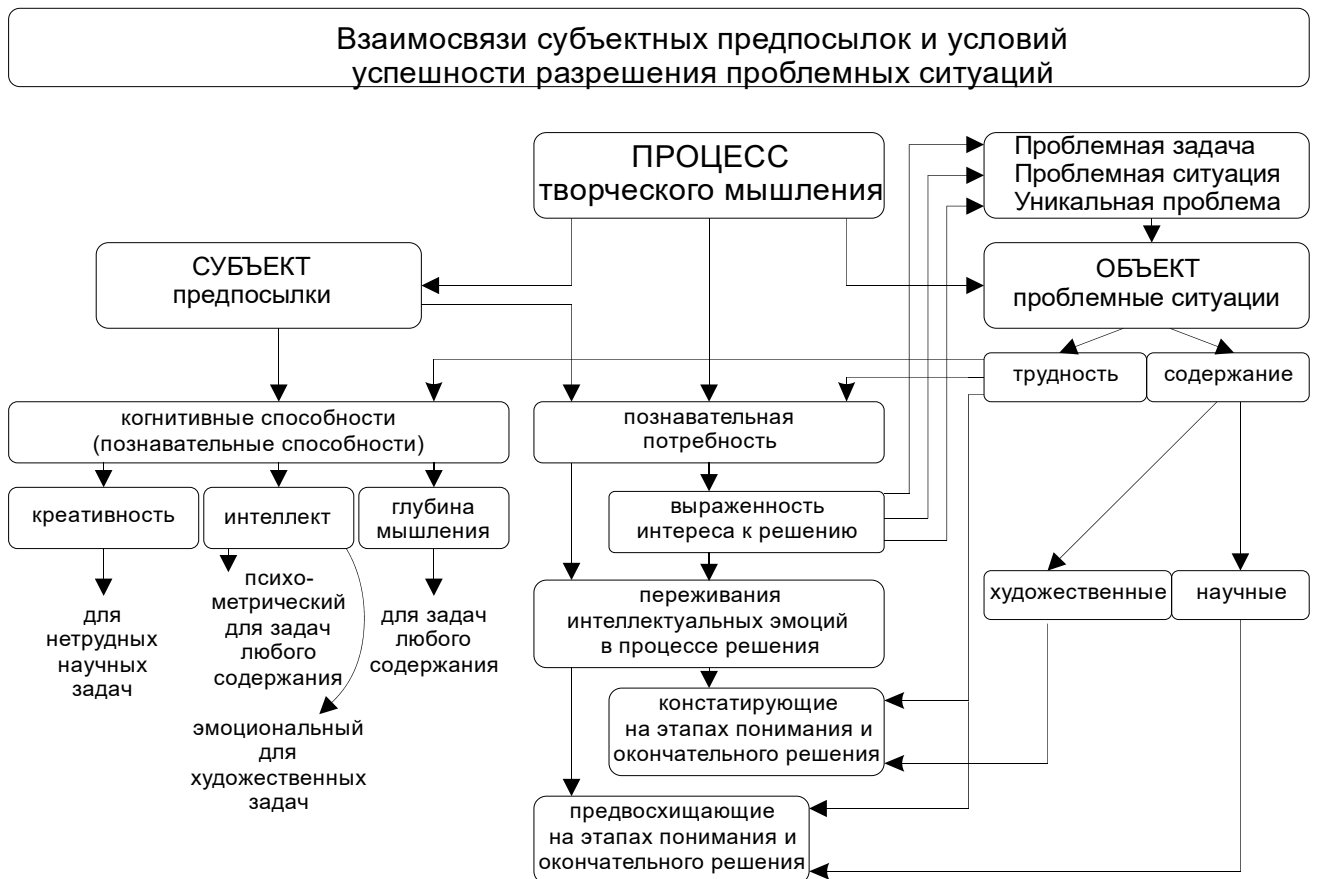 Взаимосвязи субъектных предпосылок и условий
успешности разрешения проблемных ситуаций
ПРОЦЕСС
творческого мышления
Проблемная задача
Проблемная ситуация
Уникальная проблема
СУБЪЕКТ
предпосылки
ОБЪЕКТ
проблемные ситуации
трудность
содержание
когнитивные способности
(познавательные способности)
познавательная
потребность
креативность
интеллект
глубина
мышления
выраженность
интереса к решению
для
нетрудных
научных
задач
психо-
метрический
для задач
любого
содержания
для задач
любого
содержания
эмоциональный
для
художественных
задач
переживания
интеллектуальных эмоций
в процессе решения
художественные
научные
констатирующие
на этапах понимания и
окончательного решения
предвосхищающие
на этапах понимания и
окончательного решения